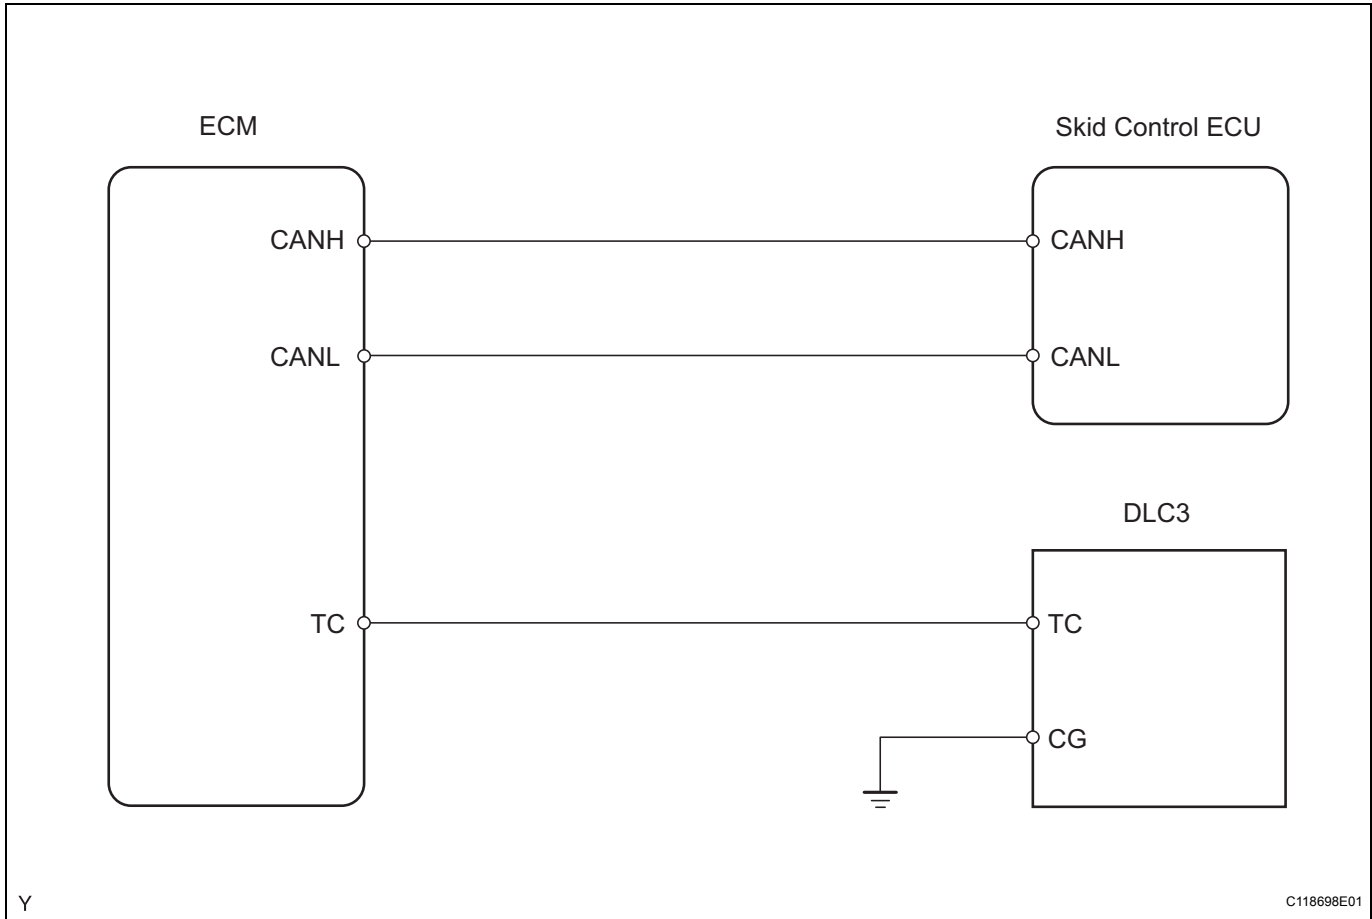 ECM
Skid Control ECU
CANH
CANH
CANL
CANL
DLC3
TC
TC
CG
Y
C118698E01